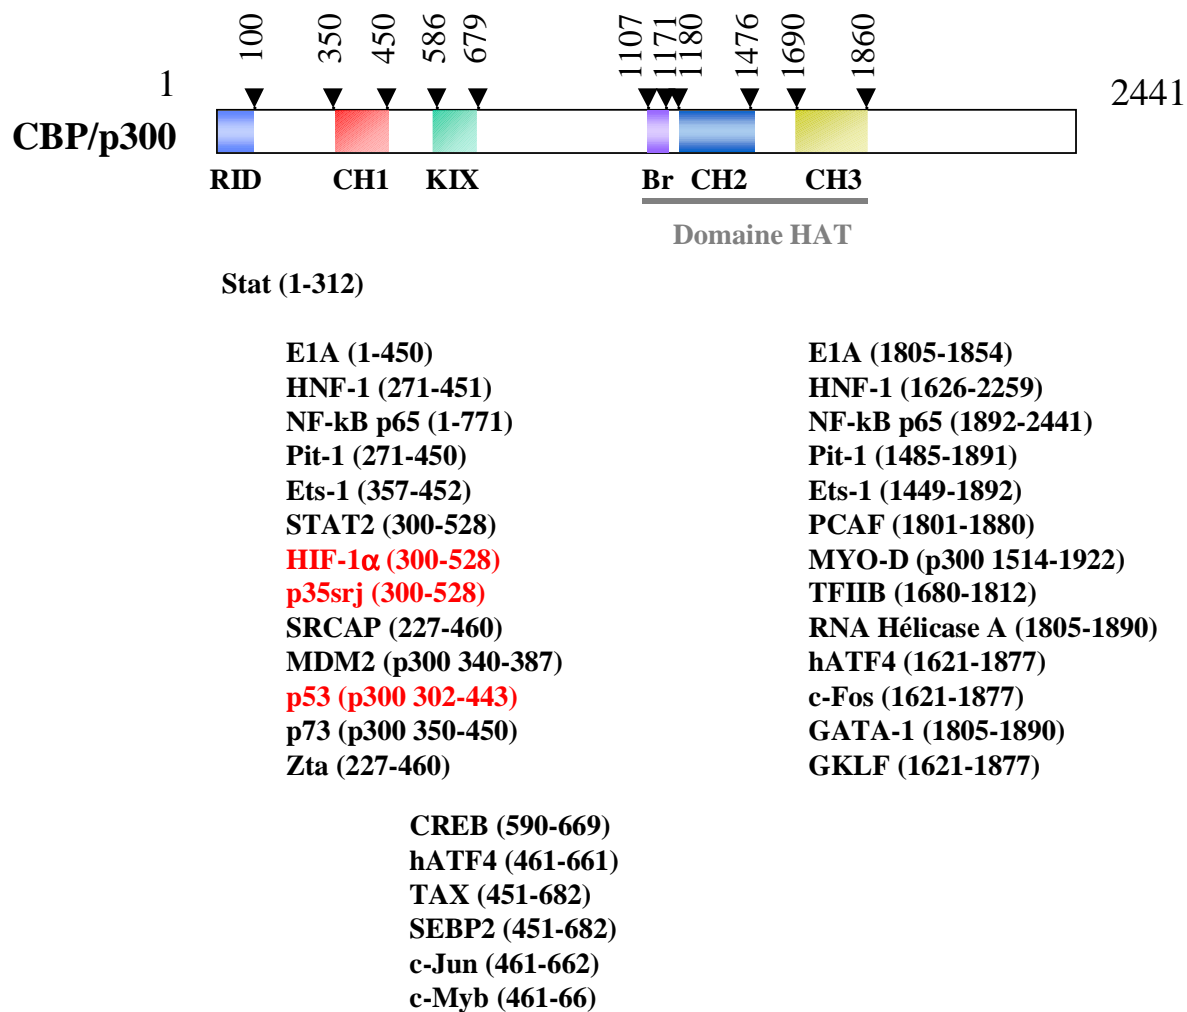 100 350 450 586 679 1107 1171 1180 1476 1690 1860
1 2441
CBP/p300
RID CH1 KIX Br CH2 CH3
Domaine HAT
Stat (1-312)
E1A (1-450)
HNF-1 (271-451)
NF-kB p65 (1-771)
Pit-1 (271-450)
Ets-1 (357-452)
STAT2 (300-528)
HIF-1α (300-528)
p35srj (300-528)
SRCAP (227-460)
MDM2 (p300 340-387)
p53 (p300 302-443)
p73 (p300 350-450)
Zta (227-460)
E1A (1805-1854)
HNF-1 (1626-2259)
NF-kB p65 (1892-2441)
Pit-1 (1485-1891)
Ets-1 (1449-1892)
PCAF (1801-1880)
MYO-D (p300 1514-1922)
TFIIB (1680-1812)
RNA Hélicase A (1805-1890)
hATF4 (1621-1877)
c-Fos (1621-1877)
GATA-1 (1805-1890)
GKLF (1621-1877)
CREB (590-669)
hATF4 (461-661)
TAX (451-682)
SEBP2 (451-682)
c-Jun (461-662)
c-Myb (461-66)